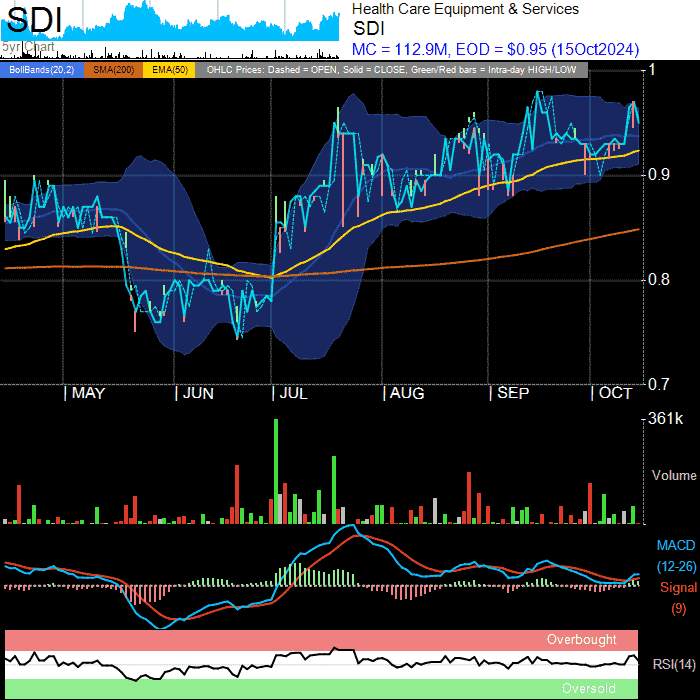 SDI
5yr Chart
Health Care Equipment & Services
SDI
MC = 112.9M, EOD = $0.95 (15Oct2024)
BollBands(20,2) SMA(200) EMA(50) OHLC Prices: Dashed = OPEN, Solid = CLOSE, Green/Red bars = Intra-day HIGH/LOW
1
0.9
0.8
0.7
| MAY | JUN | JUL | AUG | SEP | OCT
361k
Volume
MACD
(12-26)
Signal
(9)
Overbought
RSI(14)
Oversold